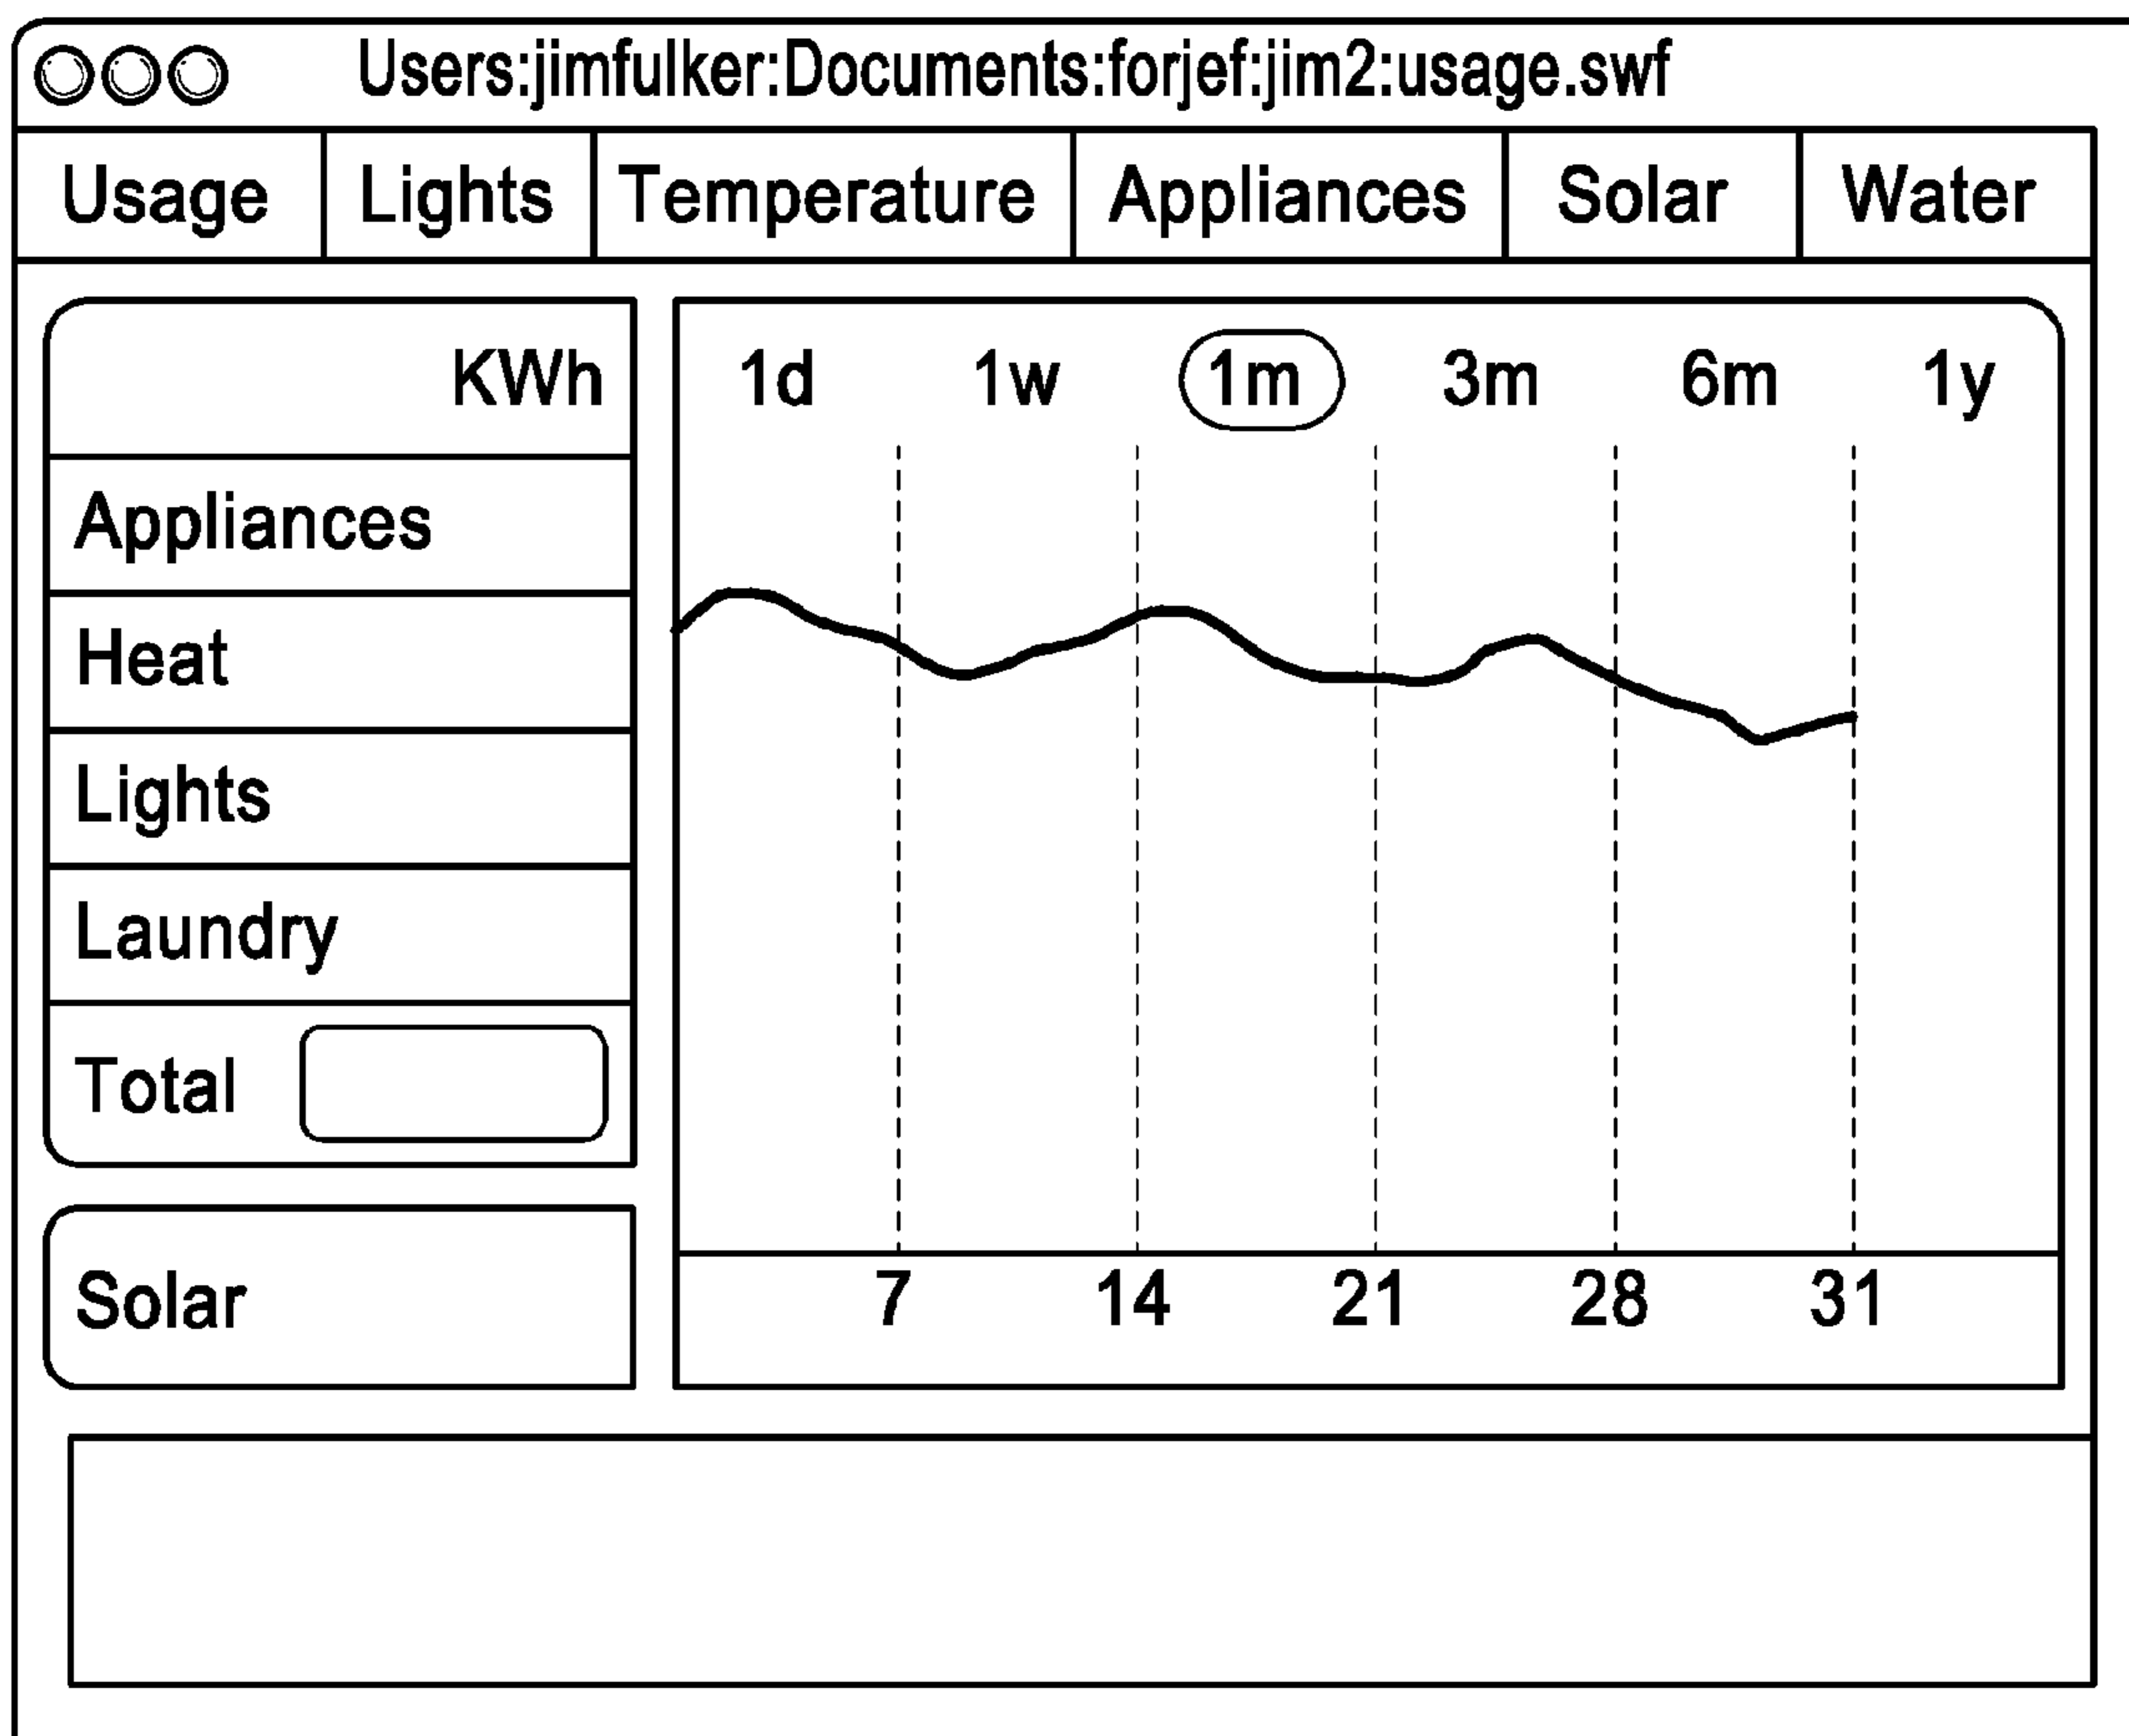 Users:jimfulker:Documents:forjef:jim2:usage.swf
Usage Lights Temperature Appliances Solar Water
KWh
Appliances
Heat
Lights
Laundry
Total
Solar
1d 1w 1m 3m 6m 1y
7 14 21 28 31